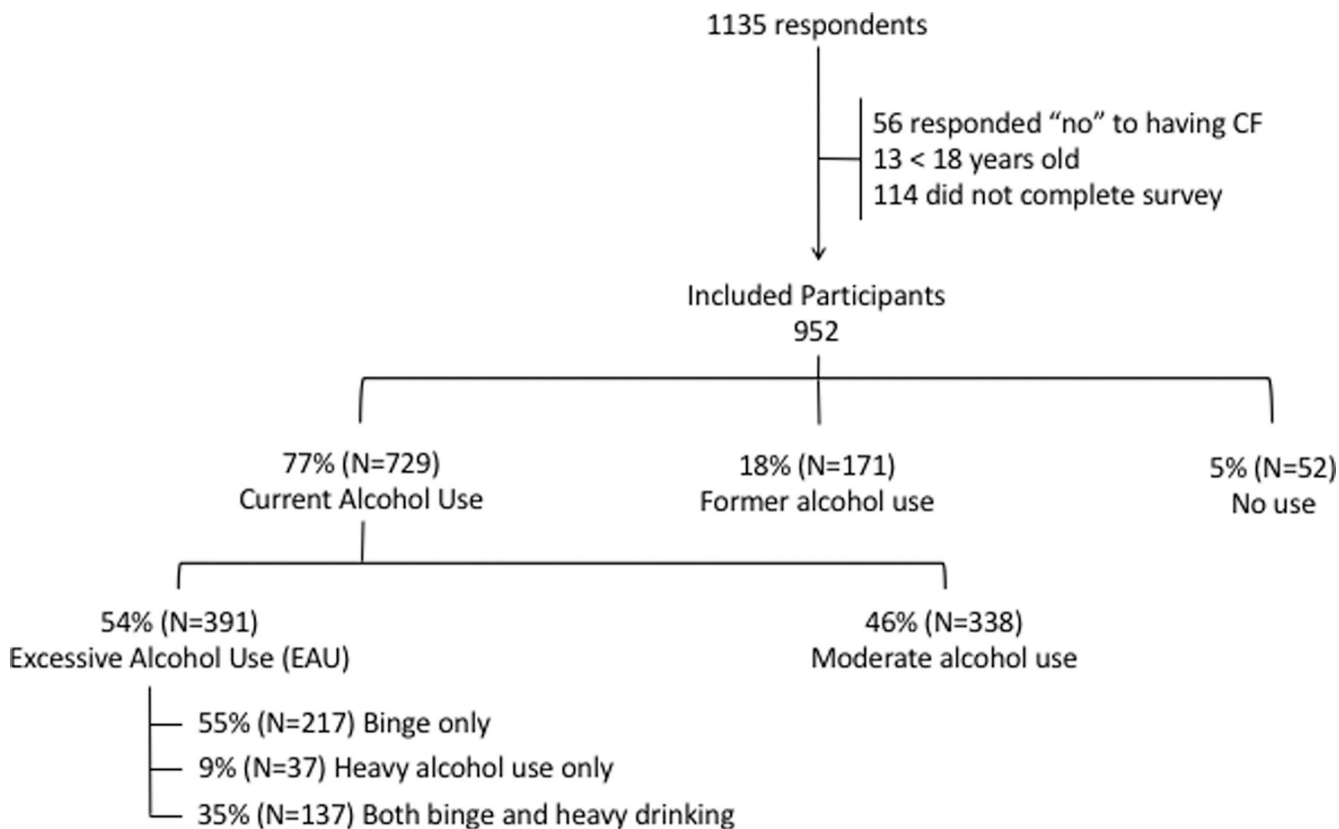 1135 respondents
56 responded “no” to having CF
13 < 18 years old
114 did not complete survey
Included Participants
952
77% (N=729)
Current Alcohol Use
18% (N=171)
Former alcohol use
5% (N=52)
No use
54% (N=391)
Excessive Alcohol Use (EAU)
46% (N=338)
Moderate alcohol use
55% (N=217) Binge only
9% (N=37) Heavy alcohol use only
35% (N=137) Both binge and heavy drinking